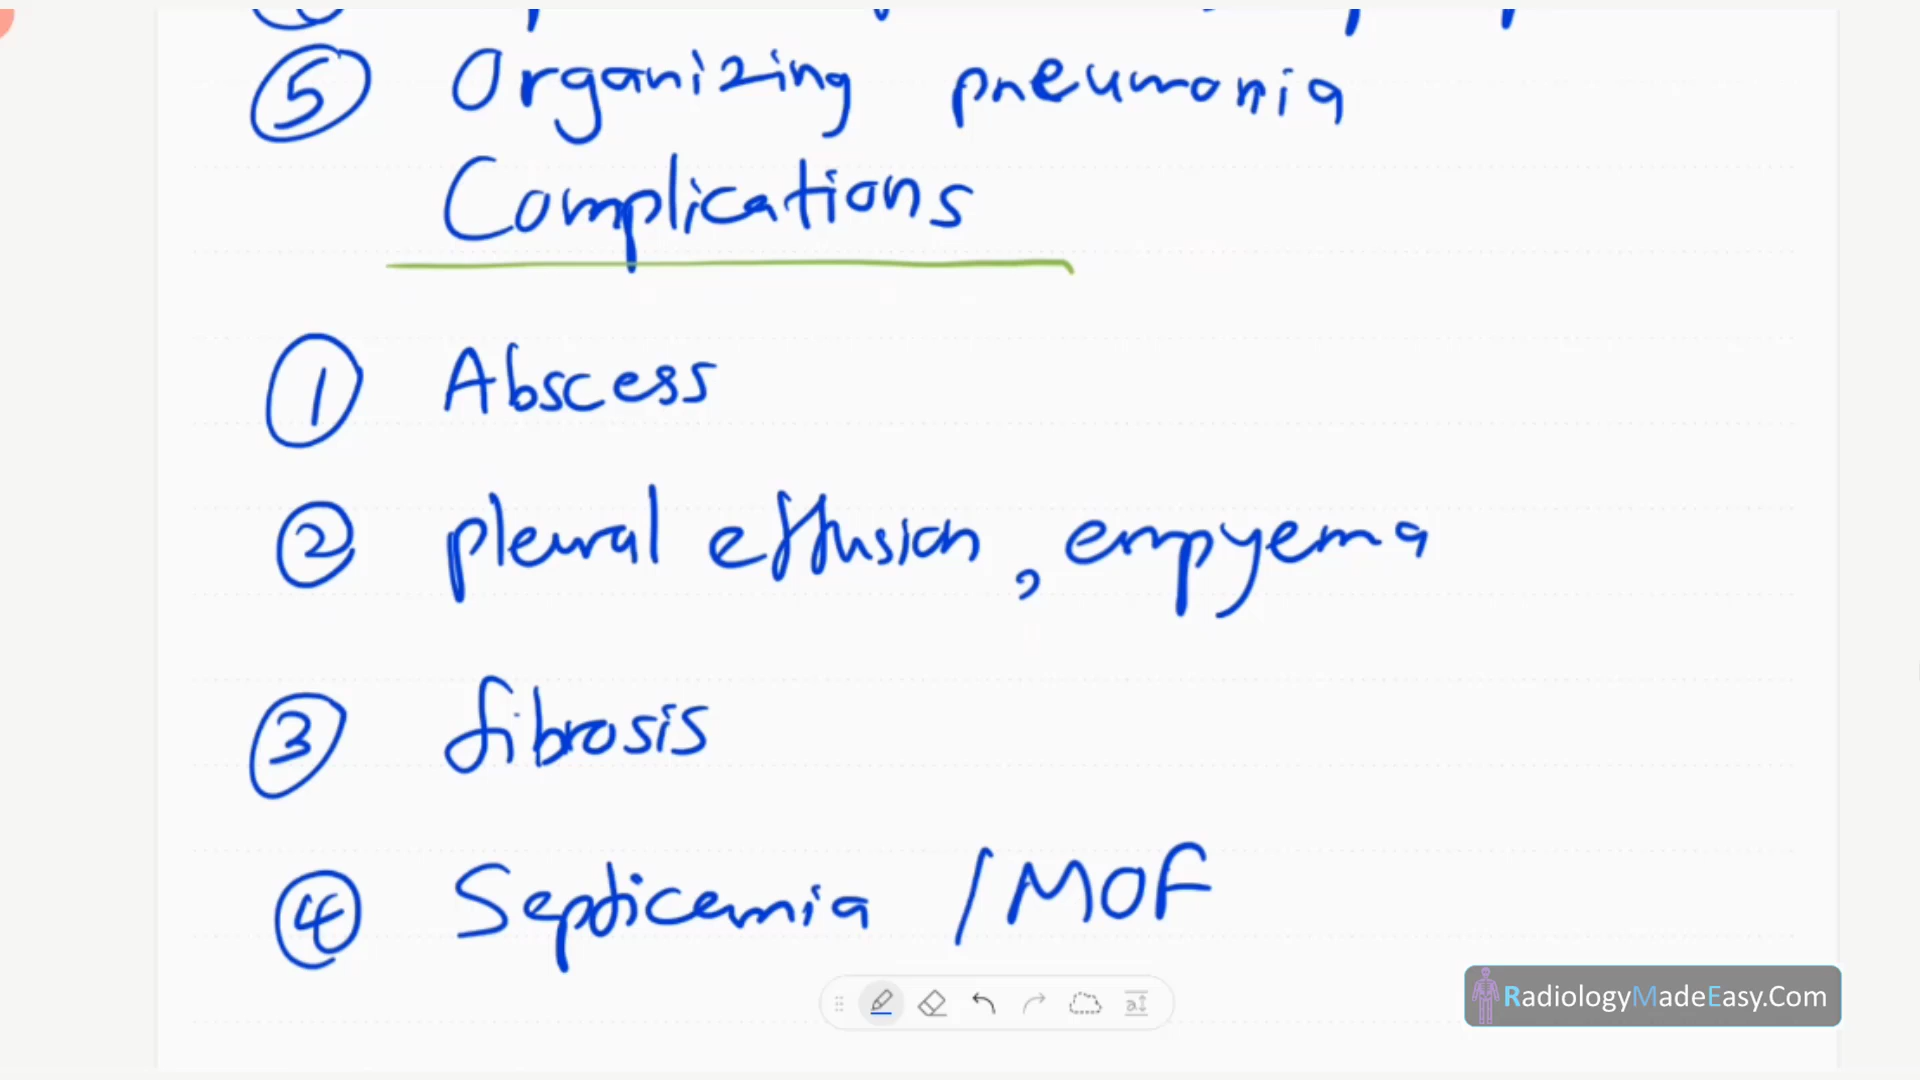 ⑤ Organizing pneumonia
Complications
① Abscess
② pleural effusion, empyema
③ fibrosis
④ Septicemia / MOF
RadiologyMadeEasy.Com